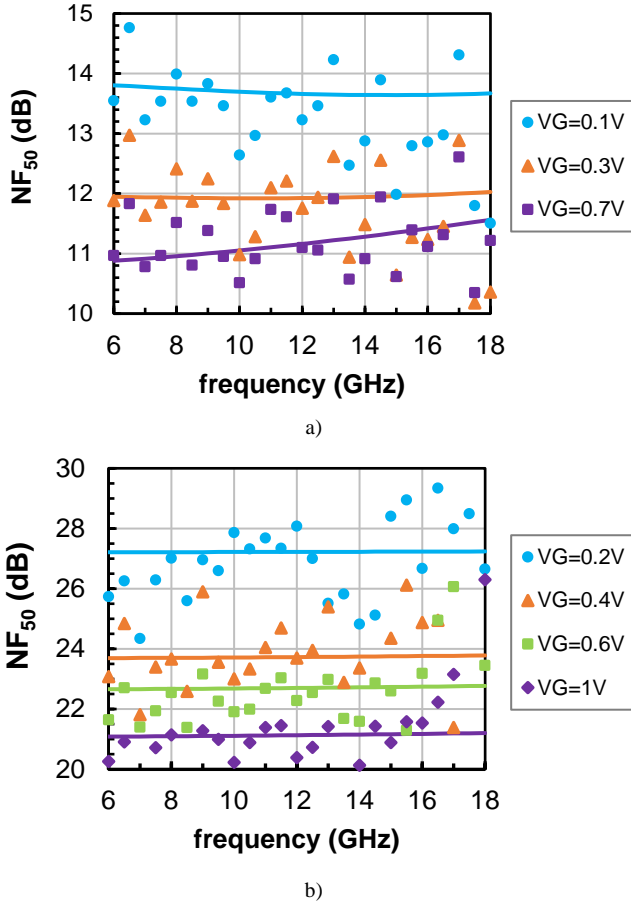 15
14
13
12
11
10
NF50 (dB)
6 8 10 12 14 16 18
frequency (GHz)
VG=0.1V
VG=0.3V
VG=0.7V
a)
30
28
26
24
22
20
NF50 (dB)
6 8 10 12 14 16 18
frequency (GHz)
VG=0.2V
VG=0.4V
VG=0.6V
VG=1V
b)